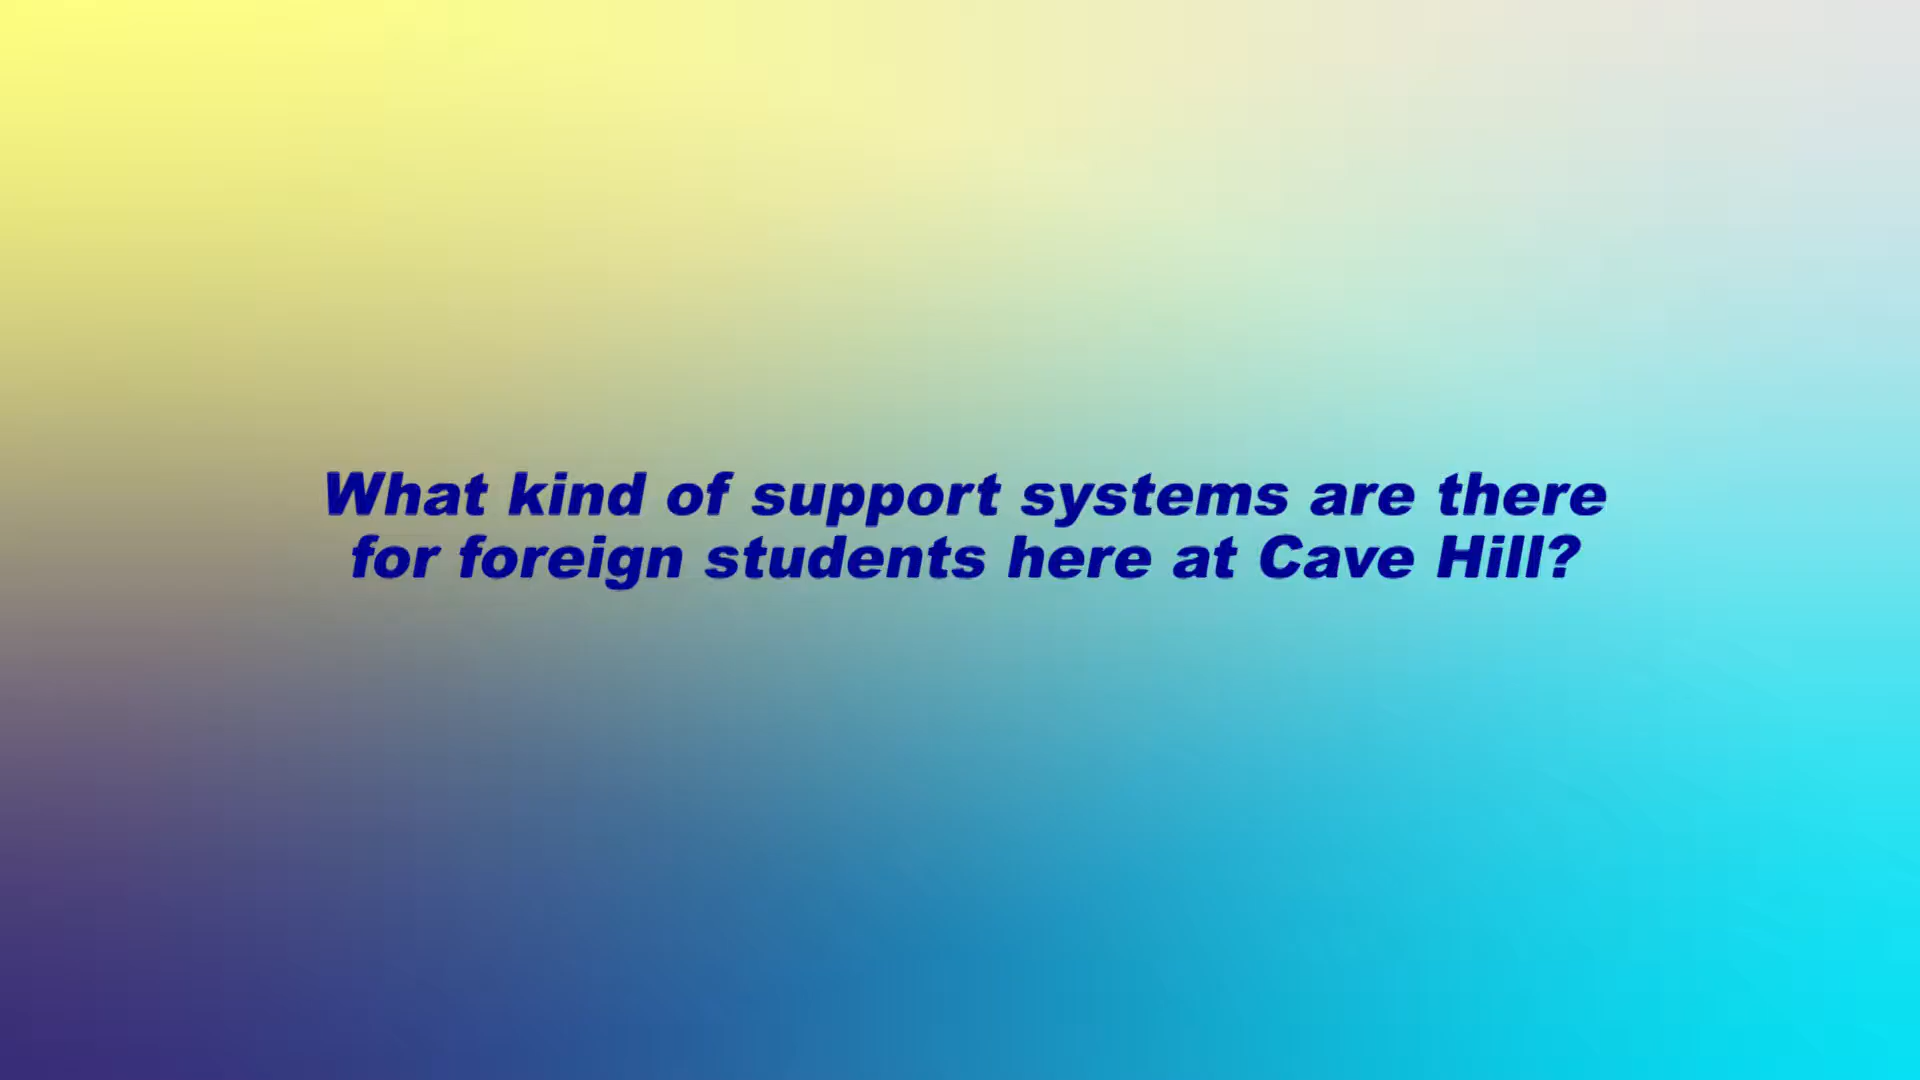 What kind of support systems are there
for foreign students here at Cave Hill?